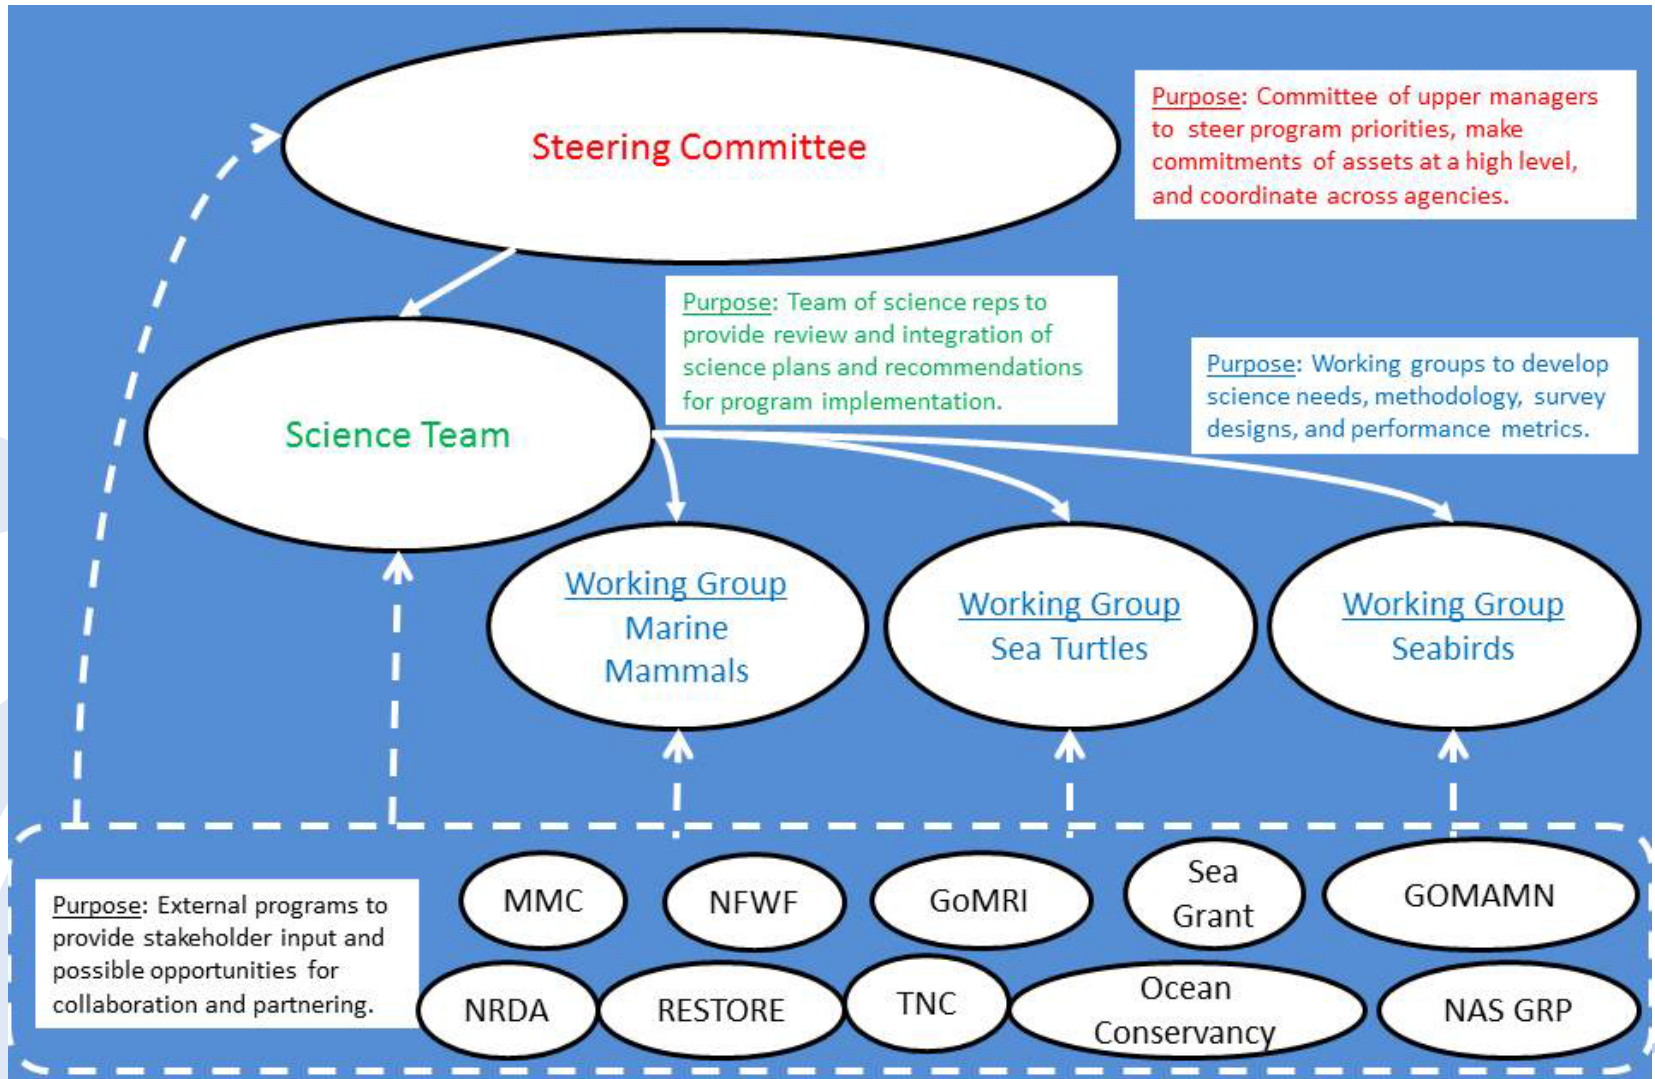 Steering Committee
Purpose: Committee of upper managers
to steer program priorities, make
commitments of assets at a high level,
and coordinate across agencies.
Purpose: Team of science reps to
provide review and integration of
science plans and recommendations
for program implementation.
Science Team
Purpose: Working groups to develop
science needs, methodology, survey
designs, and performance metrics.
Working Group
Marine
Mammals
Working Group
Sea Turtles
Working Group
Seabirds
Purpose: External programs to
provide stakeholder input and
possible opportunities for
collaboration and partnering.
MMC
NFWF
GoMRI
Sea
Grant
GOMAMN
NRDA
RESTORE
TNC
Ocean
Conservancy
NAS GRP